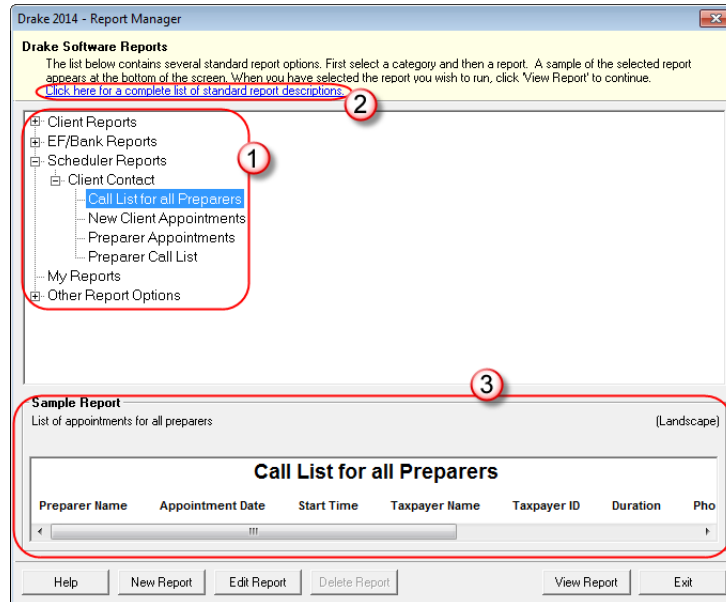 Drake 2014 - Report Manager
Drake Software Reports
The list below contains several standard report options. First select a category and then a report. A sample of the selected report
appears at the bottom of the screen. When you have selected the report you wish to run, click 'View Report' to continue.
Click here for a complete list of standard report descriptions.
2
Client Reports
EF/Bank Reports
1
Scheduler Reports
Client Contact
Call List for all Preparers
New Client Appointments
Preparer Appointments
Preparer Call List
My Reports
Other Report Options
3
Sample Report
List of appointments for all preparers (Landscape)
Call List for all Preparers
Preparer Name Appointment Date Start Time Taxpayer Name Taxpayer ID Duration Pho
Help New Report Edit Report Delete Report View Report Exit